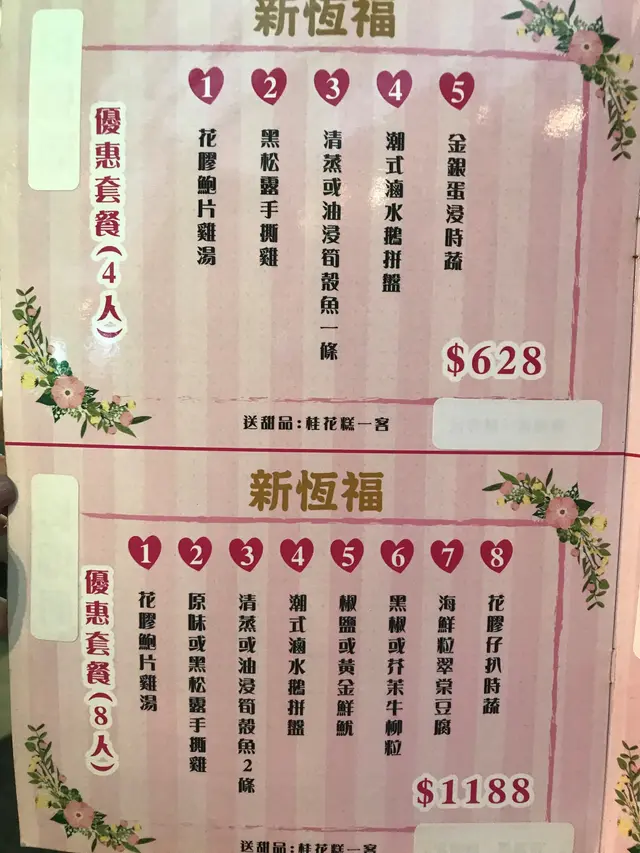 新恆福
優惠套餐(4人)
1 花膠鮑片雞湯
2 黑松露手撕雞
3 清蒸或油浸筍殼魚一條
4 潮式滷水鵝拼盤
5 金銀蛋浸時蔬
$628
送甜品:桂花糕一客
新恆福
優惠套餐(8人)
1 花膠鮑片雞湯
2 原味或黑松露手撕雞
3 清蒸或油浸筍殼魚2條
4 潮式滷水鵝拼盤
5 椒鹽或黃金鮮魷
6 黑椒或芥茉牛柳粒
7 海鮮粒翠棠豆腐
8 花膠仔扒時蔬
$1188
送甜品:桂花糕一客